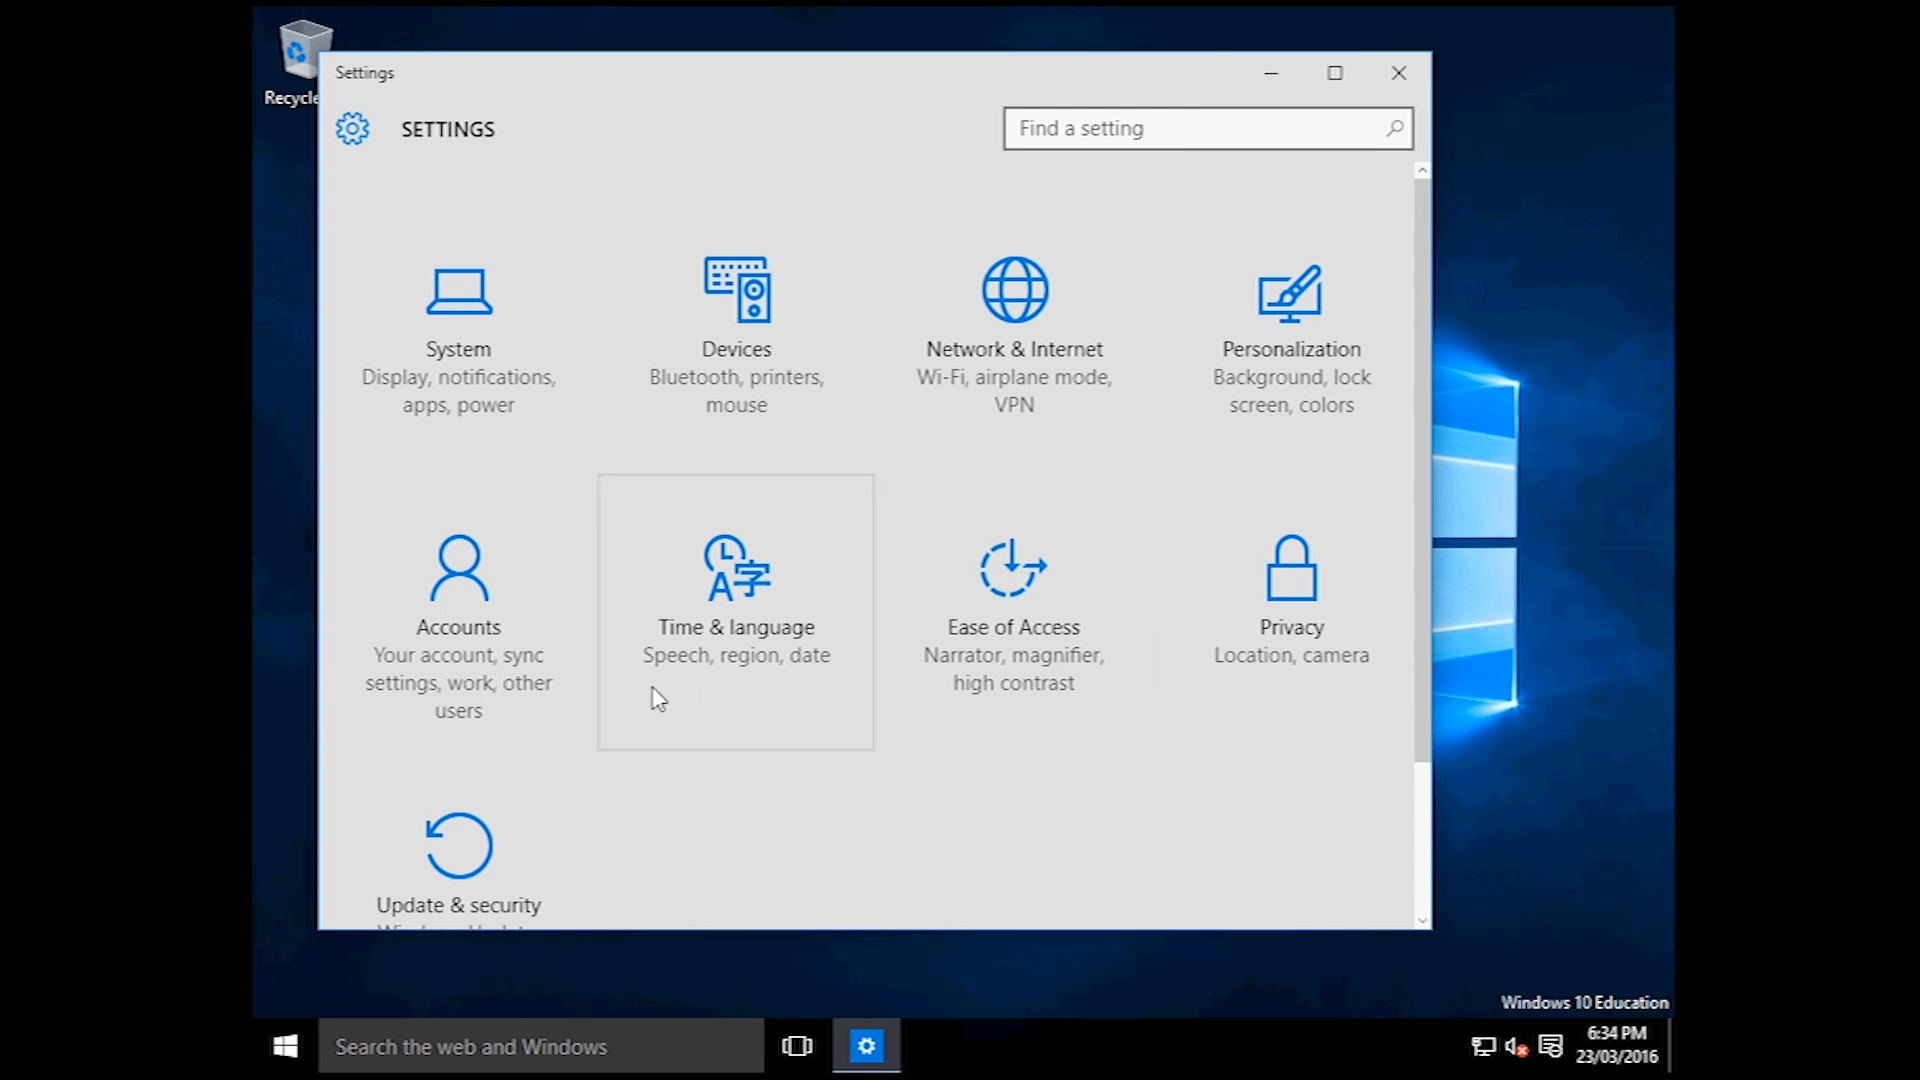 Recycle
Settings
SETTINGS
Find a setting
System
Display, notifications,
apps, power
Devices
Bluetooth, printers,
mouse
Network & Internet
Wi-Fi, airplane mode,
VPN
Personalization
Background, lock
screen, colors
Accounts
Your account, sync
settings, work, other
users
Time & language
Speech, region, date
Ease of Access
Narrator, magnifier,
high contrast
Privacy
Location, camera
Update & security
Windows 10 Education
Search the web and Windows
6:34 PM
23/03/2016